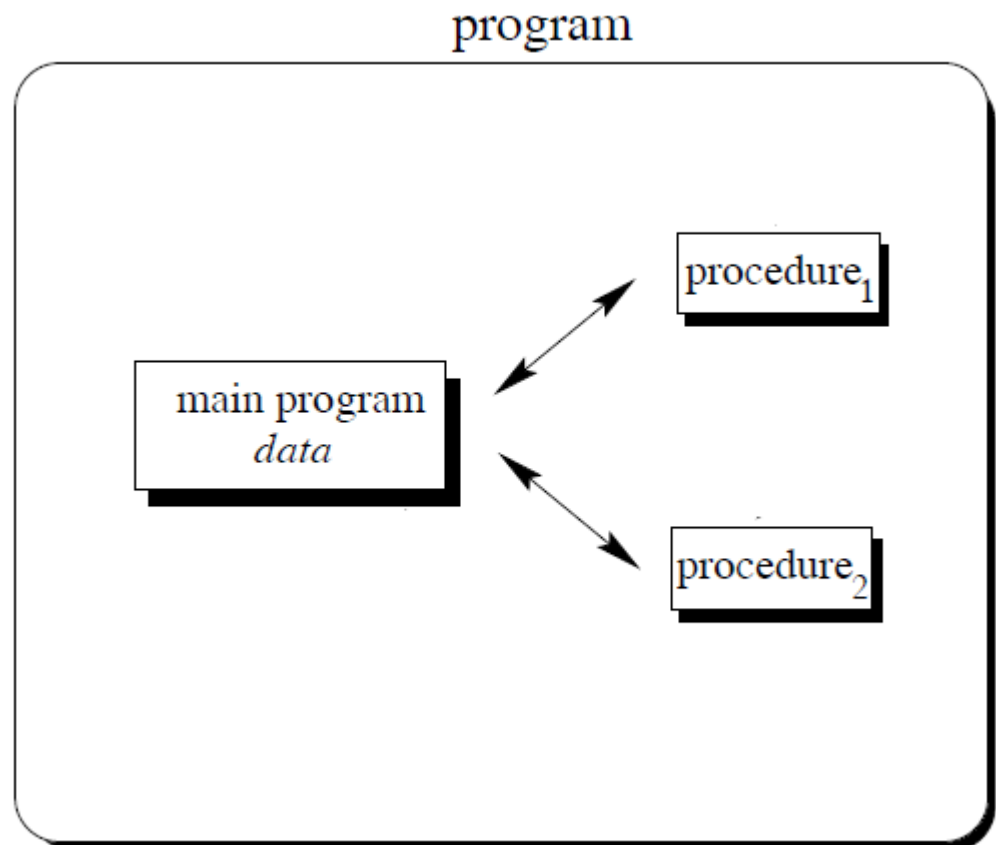 program
procedure₁
main program
data
procedure₂